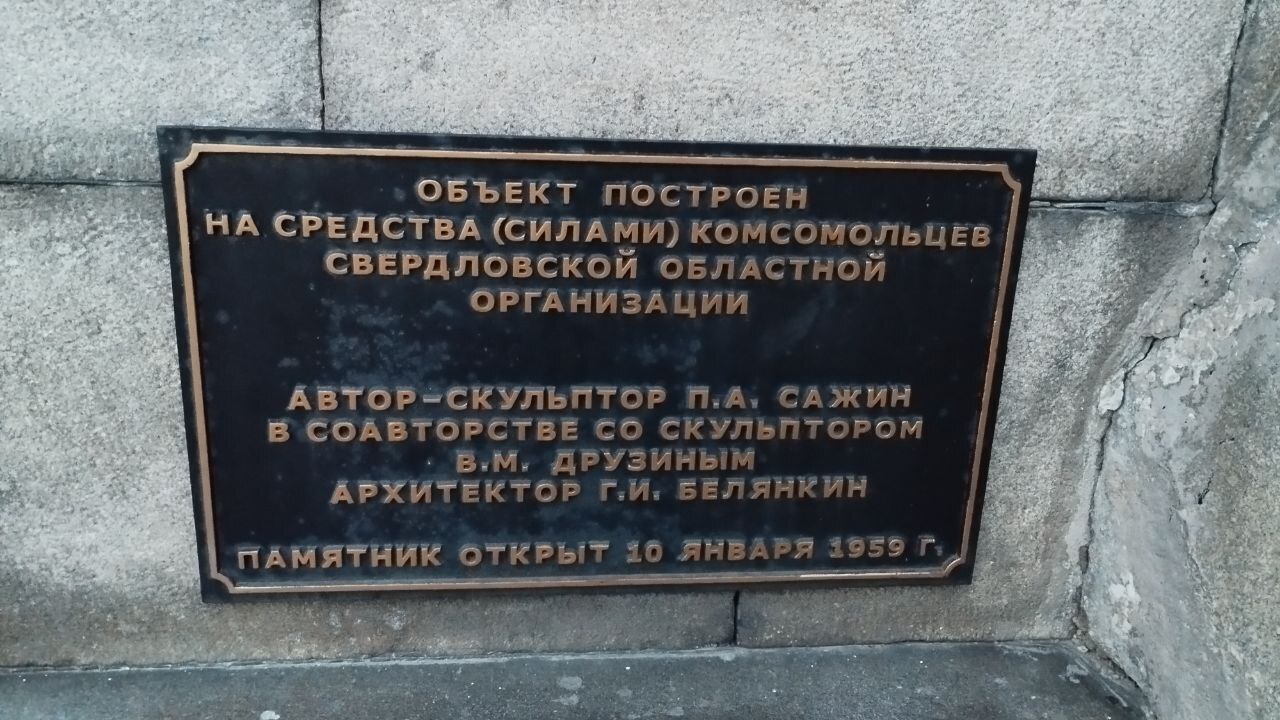 ОБЪЕКТ ПОСТРОЕН
НА СРЕДСТВА (СИЛАМИ) КОМСОМОЛЬЦЕВ
СВЕРДЛОВСКОЙ ОБЛАСТНОЙ
ОРГАНИЗАЦИИ
АВТОР-СКУЛЬПТОР П.А. САЖИН
В СОАВТОРСТВЕ СО СКУЛЬПТОРОМ
В.М. ДРУЗИНЫМ
АРХИТЕКТОР Г.И. БЕЛЯНКИН
ПАМЯТНИК ОТКРЫТ 10 ЯНВАРЯ 1959 Г.